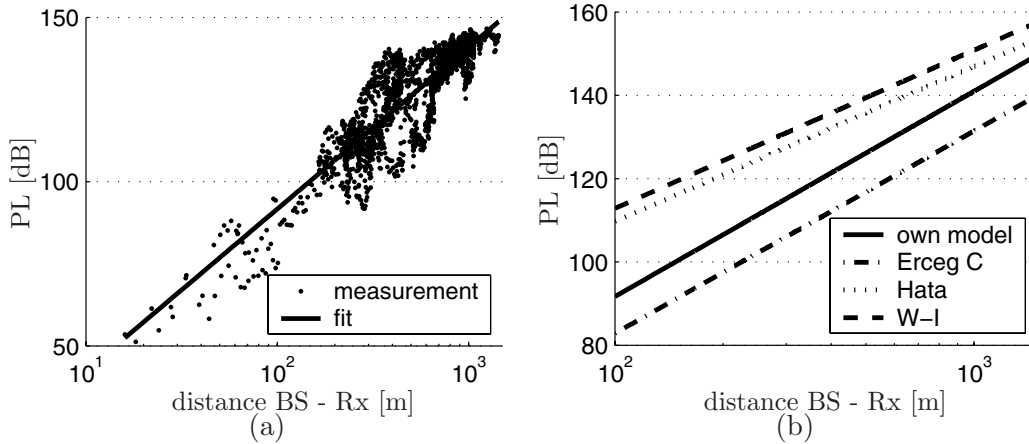 150
100
50
PL [dB]
10^1
10^2
10^3
distance BS - Rx [m]
measurement
fit
(a)
160
140
120
100
80
PL [dB]
10^2
10^3
distance BS - Rx [m]
own model
Erceg C
Hata
W-I
(b)